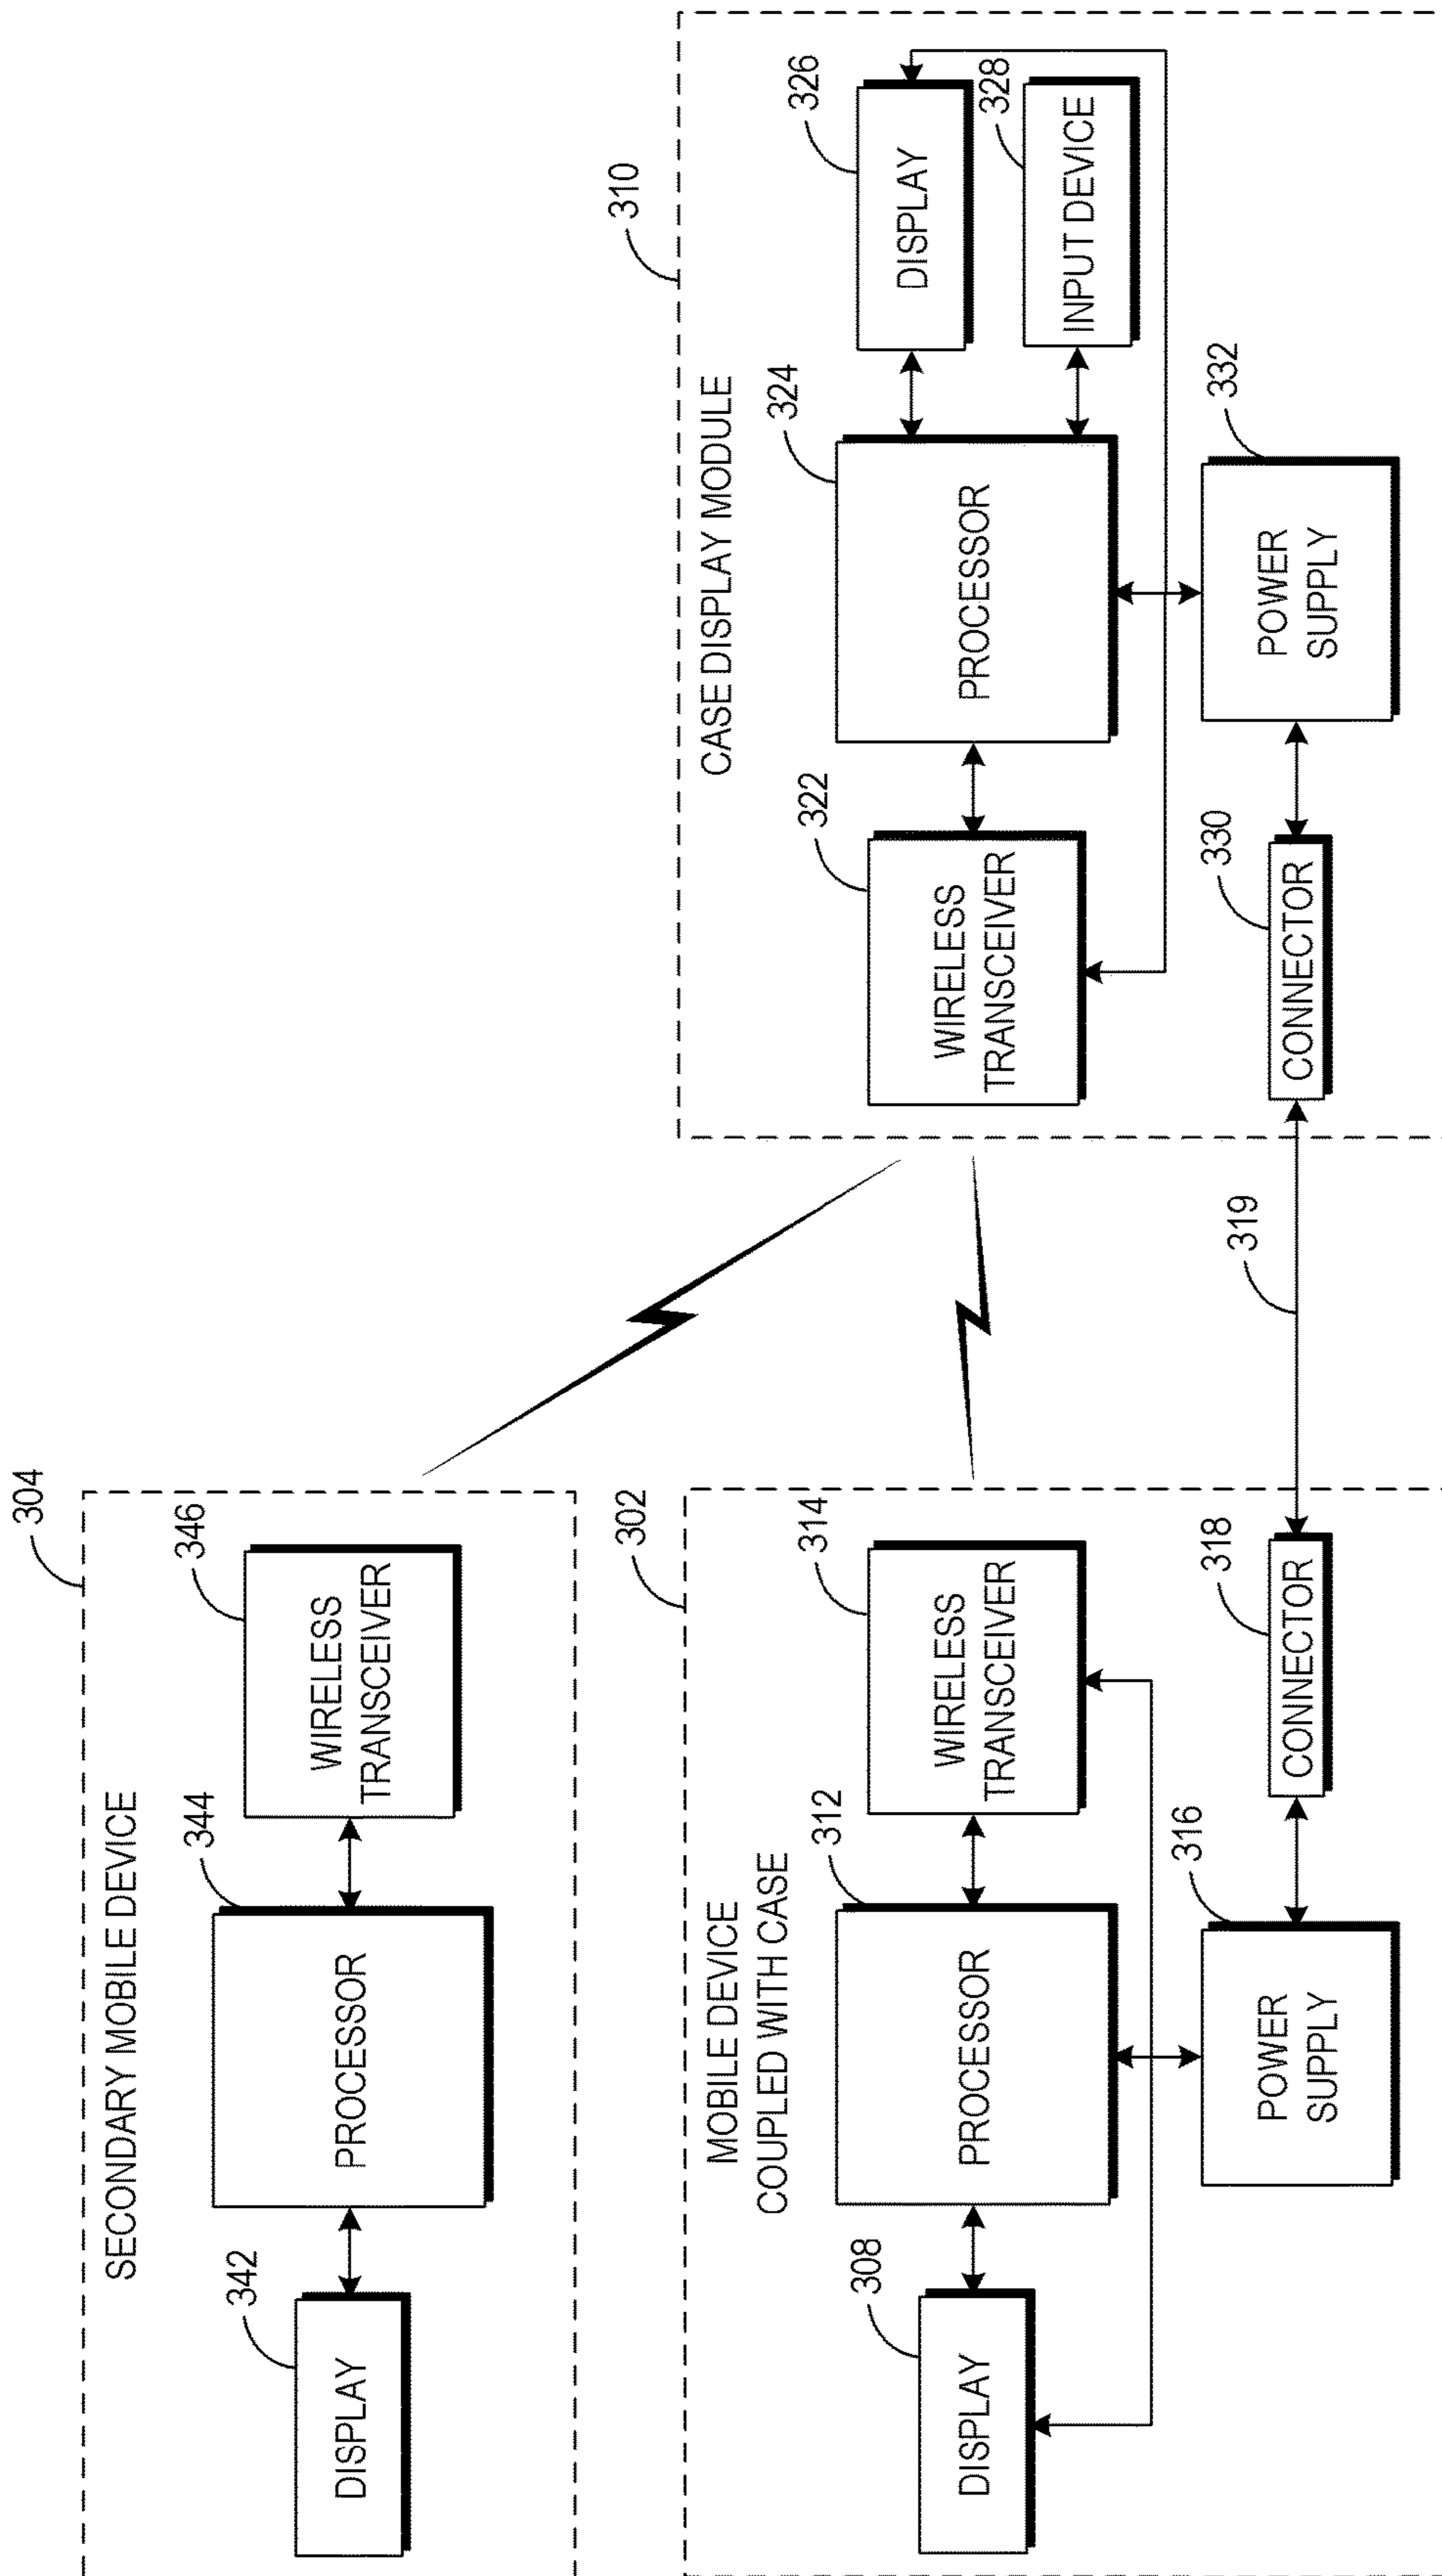 304
SECONDARY MOBILE DEVICE
342
DISPLAY
344
PROCESSOR
346
WIRELESS
TRANSCEIVER
302
MOBILE DEVICE
COUPLED WITH CASE
308
DISPLAY
312
PROCESSOR
314
WIRELESS
TRANSCEIVER
316
POWER
SUPPLY
318
CONNECTOR
319
310
CASE DISPLAY MODULE
322
WIRELESS
TRANSCEIVER
324
PROCESSOR
326
DISPLAY
328
INPUT DEVICE
330
CONNECTOR
332
POWER
SUPPLY